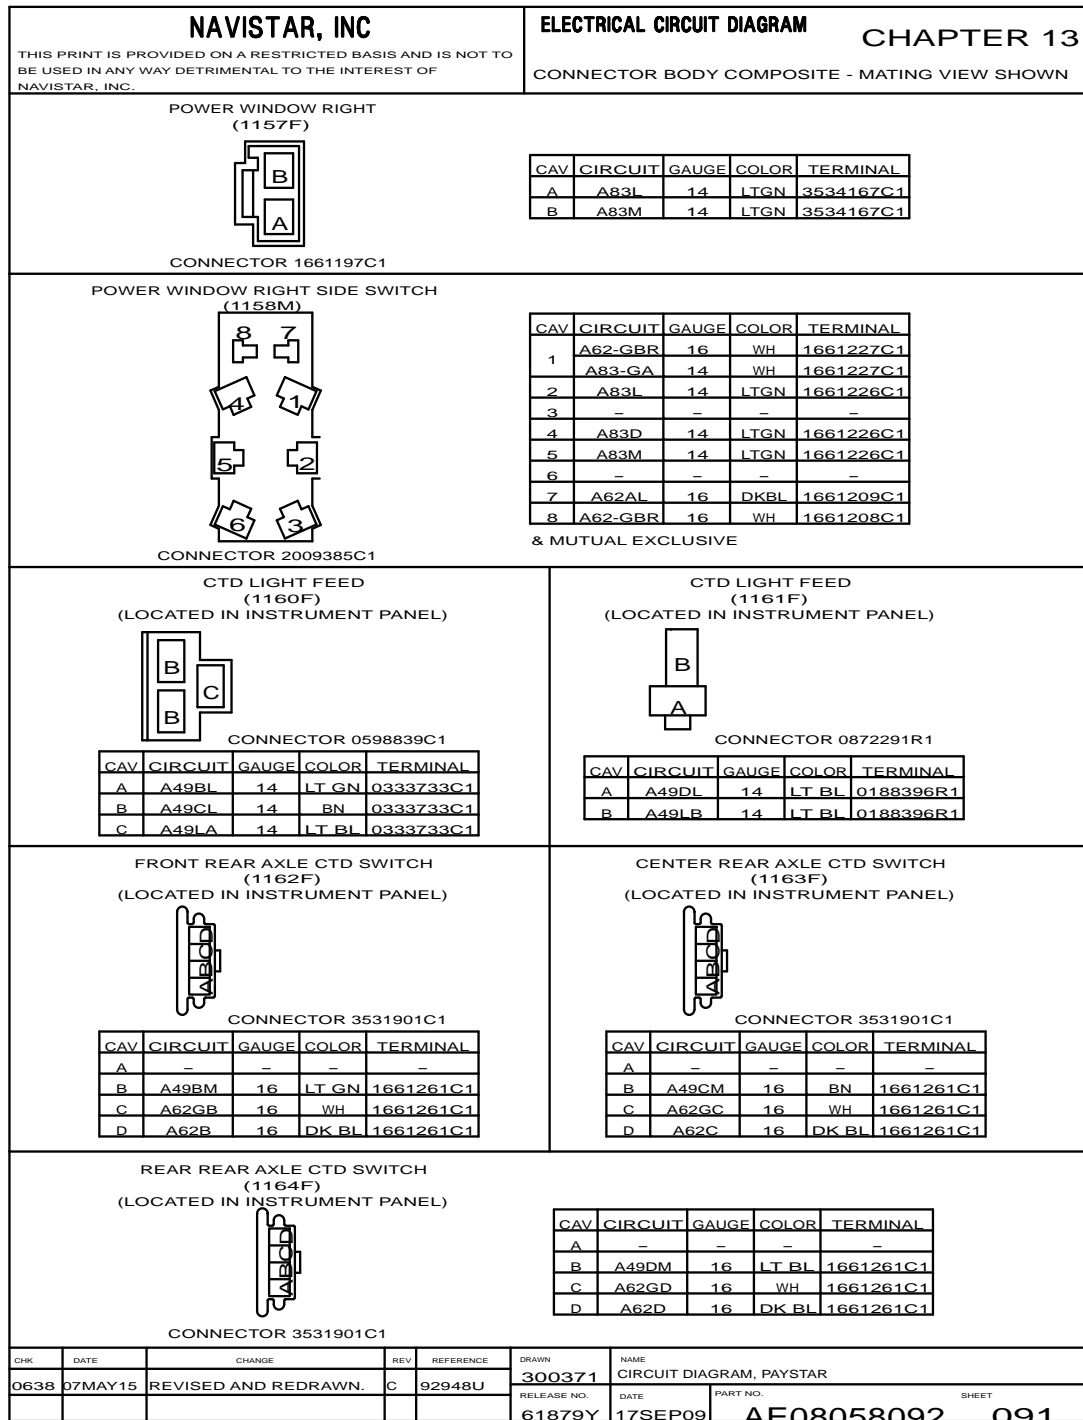 NAVISTAR, INC
THIS PRINT IS PROVIDED ON A RESTRICTED BASIS AND IS NOT TO
BE USED IN ANY WAY DETRIMENTAL TO THE INTEREST OF
NAVISTAR, INC.
ELECTRICAL CIRCUIT DIAGRAM
CHAPTER 13
CONNECTOR BODY COMPOSITE - MATING VIEW SHOWN
POWER WINDOW RIGHT
(1157F)
B
A
CONNECTOR 1661197C1
CAV CIRCUIT GAUGE COLOR TERMINAL
A A83L 14 LTGN 3534167C1
B A83M 14 LTGN 3534167C1
POWER WINDOW RIGHT SIDE SWITCH
(1158M)
8 7
4 1
5 2
6 3
CONNECTOR 2009385C1
CAV CIRCUIT GAUGE COLOR TERMINAL
1 A62-GBR 16 WH 1661227C1
A83-GA 14 WH 1661227C1
2 A83L 14 LTGN 1661226C1
3 – – – –
4 A83D 14 LTGN 1661226C1
5 A83M 14 LTGN 1661226C1
6 – – – –
7 A62AL 16 DKBL 1661209C1
8 A62-GBR 16 WH 1661208C1
& MUTUAL EXCLUSIVE
CTD LIGHT FEED
(1160F)
(LOCATED IN INSTRUMENT PANEL)
B
C
B
CONNECTOR 0598839C1
CAV CIRCUIT GAUGE COLOR TERMINAL
A A49BL 14 LT GN 0333733C1
B A49CL 14 BN 0333733C1
C A49LA 14 LT BL 0333733C1
CTD LIGHT FEED
(1161F)
(LOCATED IN INSTRUMENT PANEL)
B
A
CONNECTOR 0872291R1
CAV CIRCUIT GAUGE COLOR TERMINAL
A A49DL 14 LT BL 0188396R1
B A49LB 14 LT BL 0188396R1
FRONT REAR AXLE CTD SWITCH
(1162F)
(LOCATED IN INSTRUMENT PANEL)
ABCD
CONNECTOR 3531901C1
CAV CIRCUIT GAUGE COLOR TERMINAL
A – – – –
B A49BM 16 LT GN 1661261C1
C A62GB 16 WH 1661261C1
D A62B 16 DK BL 1661261C1
CENTER REAR AXLE CTD SWITCH
(1163F)
(LOCATED IN INSTRUMENT PANEL)
ABCD
CONNECTOR 3531901C1
CAV CIRCUIT GAUGE COLOR TERMINAL
A – – – –
B A49CM 16 BN 1661261C1
C A62GC 16 WH 1661261C1
D A62C 16 DK BL 1661261C1
REAR REAR AXLE CTD SWITCH
(1164F)
(LOCATED IN INSTRUMENT PANEL)
ABCD
CONNECTOR 3531901C1
CAV CIRCUIT GAUGE COLOR TERMINAL
A – – – –
B A49DM 16 LT BL 1661261C1
C A62GD 16 WH 1661261C1
D A62D 16 DK BL 1661261C1
CHK DATE CHANGE REV REFERENCE
0638 07MAY15 REVISED AND REDRAWN. C 92948U
DRAWN
300371
NAME
CIRCUIT DIAGRAM, PAYSTAR
RELEASE NO.
61879Y
DATE
17SEP09
PART NO.
AE08058092
SHEET
091